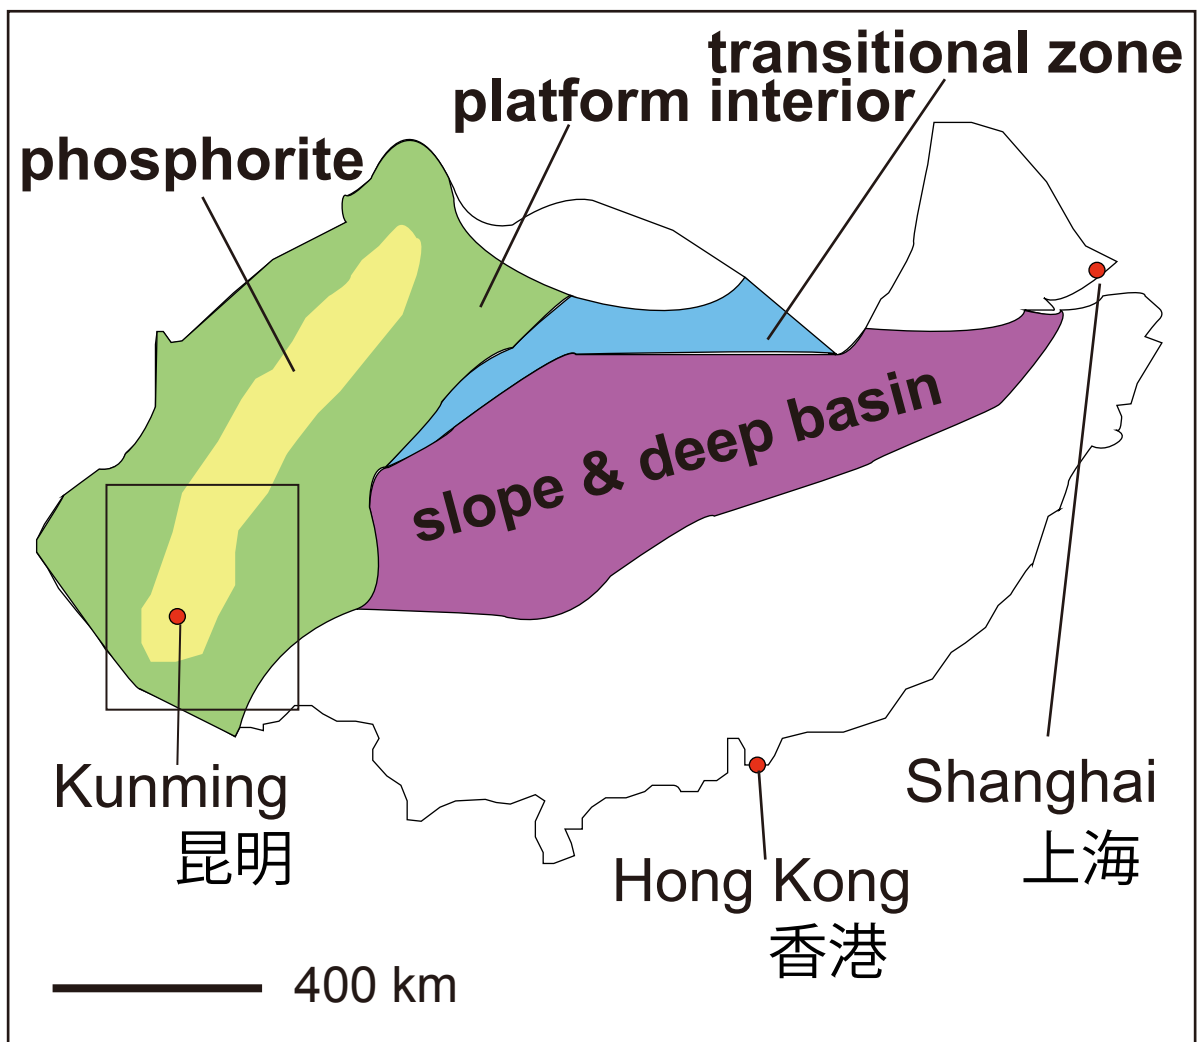 transitional zone
platform interior
phosphorite
slope & deep basin
Kunming
昆明
Shanghai
上海
Hong Kong
香港
400 km